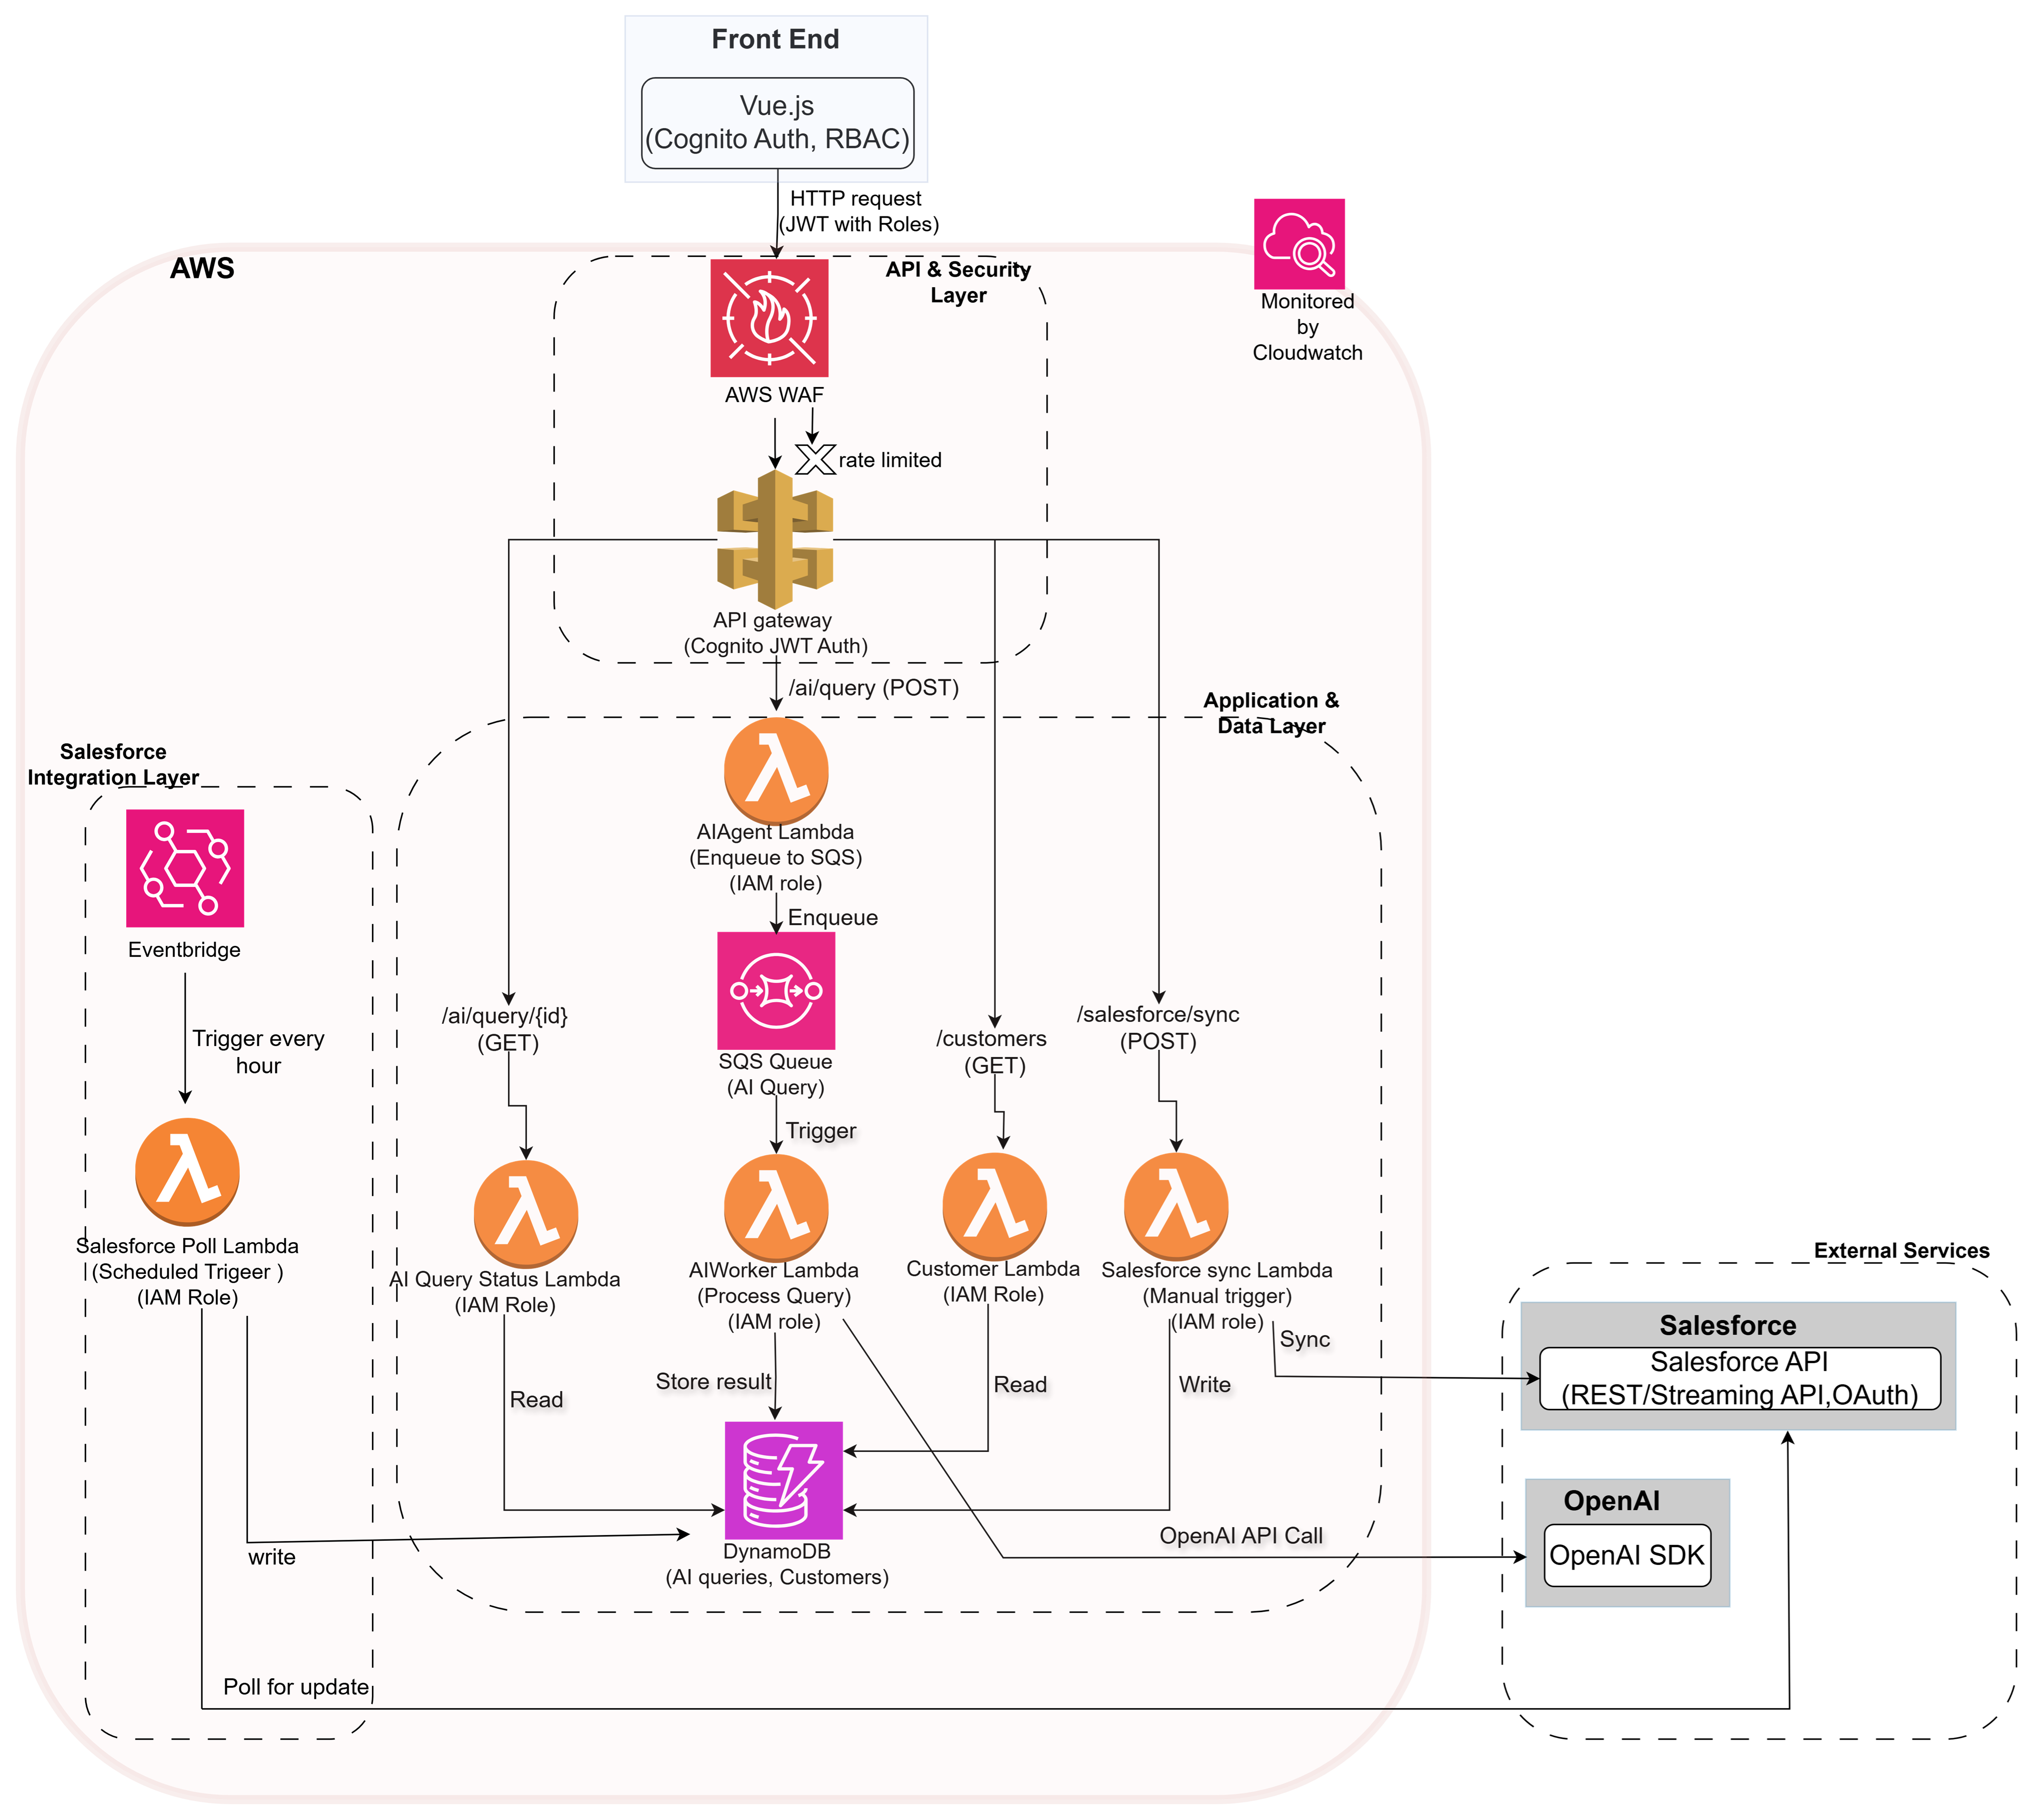 Front End
Vue.js
(Cognito Auth, RBAC)
HTTP request
(JWT with Roles)
AWS
API & Security
Layer
Monitored
by
Cloudwatch
AWS WAF
rate limited
API gateway
(Cognito JWT Auth)
/ai/query (POST)
Application &
Data Layer
Salesforce
Integration Layer
AIAgent Lambda
(Enqueue to SQS)
(IAM role)
Enqueue
Eventbridge
Trigger every
hour
/ai/query/{id}
(GET)
SQS Queue
(AI Query)
/customers
(GET)
/salesforce/sync
(POST)
Trigger
Salesforce Poll Lambda
(Scheduled Trigeer )
(IAM Role)
AI Query Status Lambda
(IAM Role)
AIWorker Lambda
(Process Query)
(IAM role)
Customer Lambda
(IAM Role)
Salesforce sync Lambda
(Manual trigger)
(IAM role)
External Services
Sync
Salesforce
Salesforce API
(REST/Streaming API,OAuth)
Store result
Read
Read
Write
OpenAI
OpenAI SDK
OpenAI API Call
write
DynamoDB
(AI queries, Customers)
Poll for update